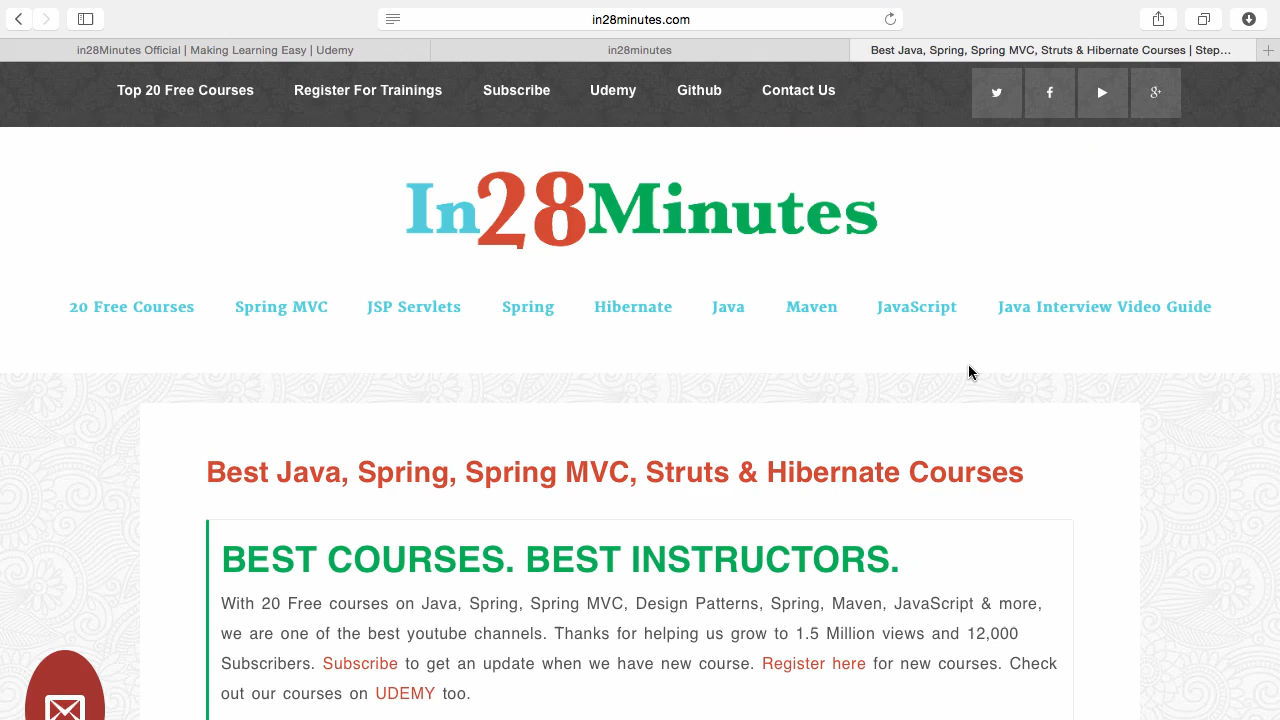 in28minutes.com
in28Minutes Official | Making Learning Easy | Udemy
in28minutes
Best Java, Spring, Spring MVC, Struts & Hibernate Courses | Step...
Top 20 Free Courses
Register For Trainings
Subscribe
Udemy
Github
Contact Us
In28Minutes
20 Free Courses
Spring MVC
JSP Servlets
Spring
Hibernate
Java
Maven
JavaScript
Java Interview Video Guide
Best Java, Spring, Spring MVC, Struts & Hibernate Courses
BEST COURSES. BEST INSTRUCTORS.
With 20 Free courses on Java, Spring, Spring MVC, Design Patterns, Spring, Maven, JavaScript & more,
we are one of the best youtube channels. Thanks for helping us grow to 1.5 Million views and 12,000
Subscribers. Subscribe to get an update when we have new course. Register here for new courses. Check
out our courses on UDEMY too.